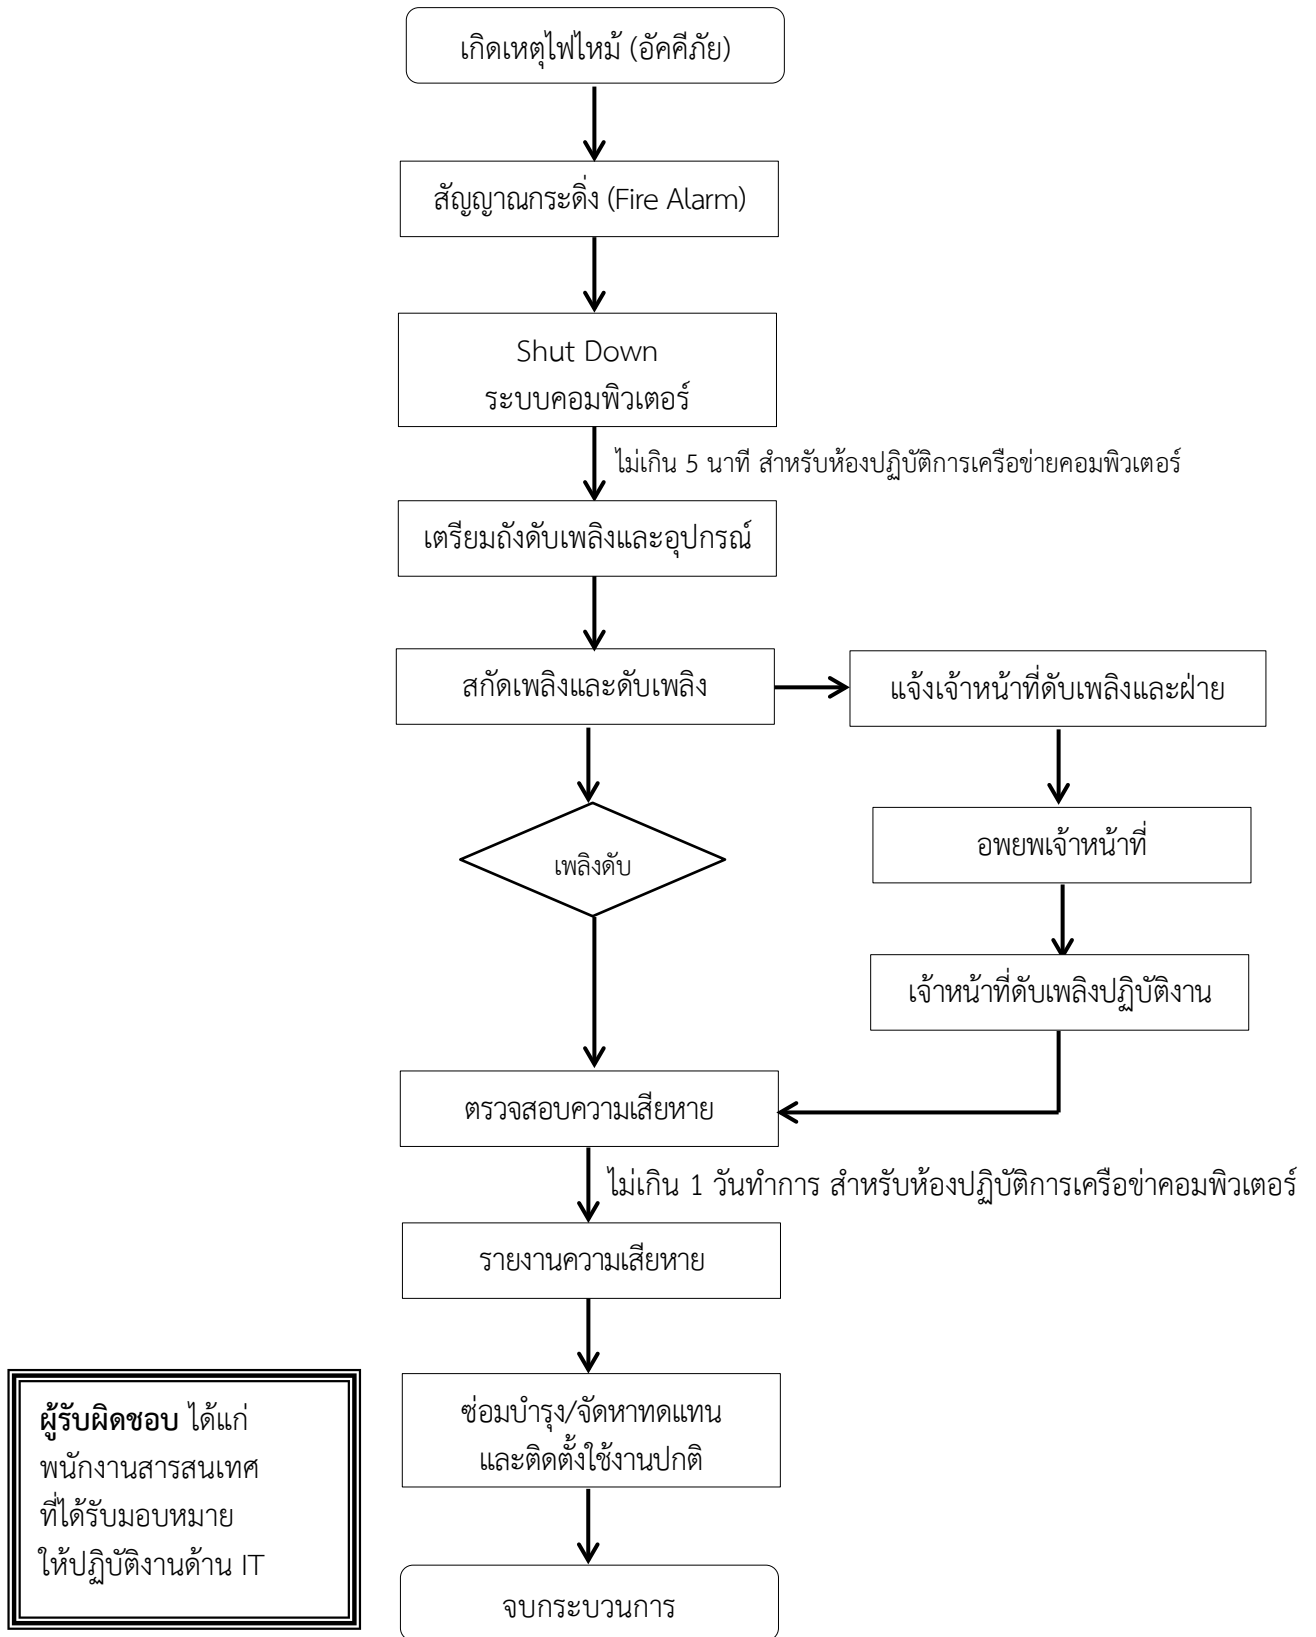 เกิดเหตุไฟไหม้ (อัคคีภัย)
สัญญาณกระดิ่ง (Fire Alarm)
Shut Down
ระบบคอมพิวเตอร์
ไม่เกิน 5 นาที สำหรับห้องปฏิบัติการเครือข่ายคอมพิวเตอร์
เตรียมถังดับเพลิงและอุปกรณ์
สกัดเพลิงและดับเพลิง
แจ้งเจ้าหน้าที่ดับเพลิงและฝ่าย
อพยพเจ้าหน้าที่
เพลิงดับ
เจ้าหน้าที่ดับเพลิงปฏิบัติงาน
ตรวจสอบความเสียหาย
ไม่เกิน 1 วันทำการ สำหรับห้องปฏิบัติการเครือข่าคอมพิวเตอร์
รายงานความเสียหาย
ซ่อมบำรุง/จัดหาทดแทน
และติดตั้งใช้งานปกติ
ผู้รับผิดชอบ ได้แก่
พนักงานสารสนเทศ
ที่ได้รับมอบหมาย
ให้ปฏิบัติงานด้าน IT
จบกระบวนการ